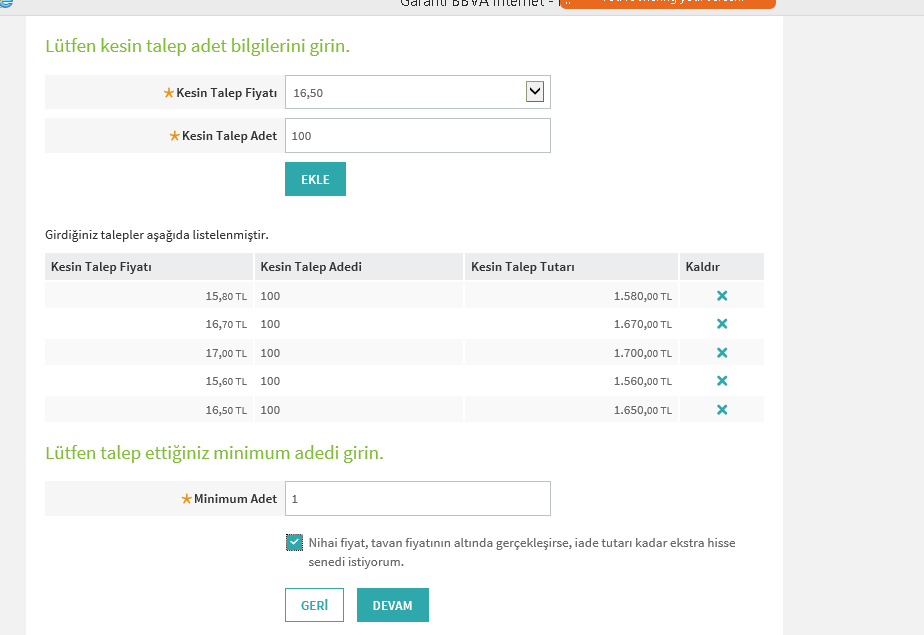 Garanti BBVA İnternet -
Lütfen kesin talep adet bilgilerini girin.
★Kesin Talep Fiyatı 16,50
★Kesin Talep Adet 100
EKLE
Girdiğiniz talepler aşağıda listelenmiştir.
Kesin Talep Fiyatı Kesin Talep Adedi Kesin Talep Tutarı Kaldır
15,80 TL 100 1.580,00 TL
16,70 TL 100 1.670,00 TL
17,00 TL 100 1.700,00 TL
15,60 TL 100 1.560,00 TL
16,50 TL 100 1.650,00 TL
Lütfen talep ettiğiniz minimum adedi girin.
★Minimum Adet 1
Nihai fiyat, tavan fiyatının altında gerçekleşirse, iade tutarı kadar ekstra hisse
senedi istiyorum.
GERİ DEVAM